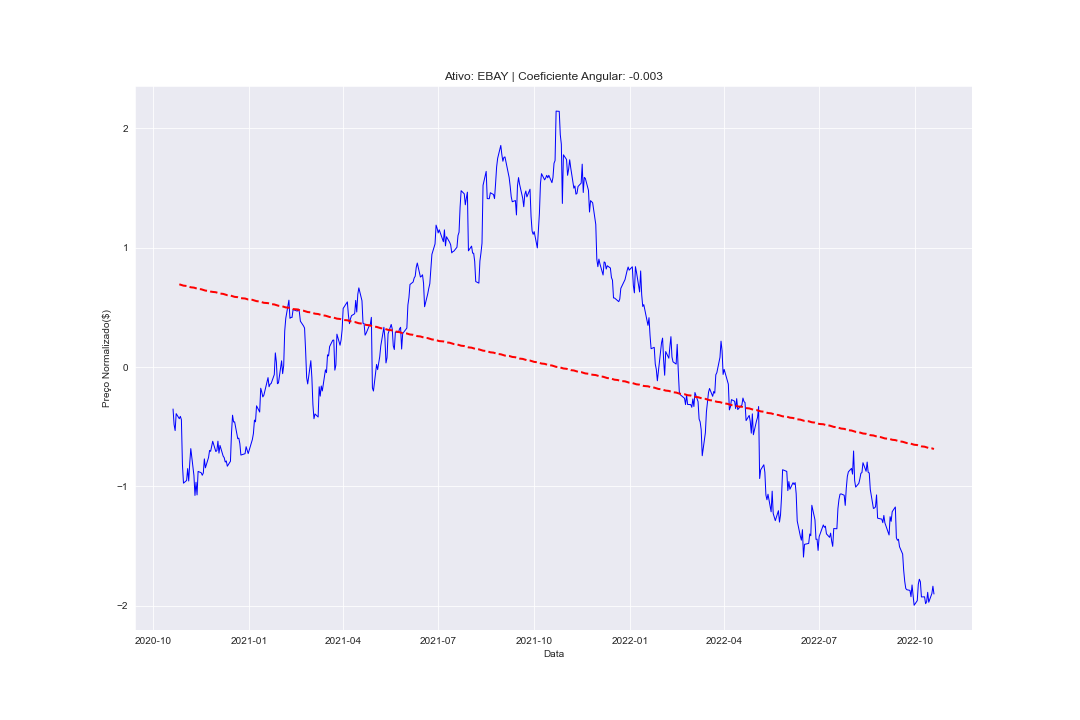 Ativo: EBAY | Coeficiente Angular: -0.003
Preço Normalizado($)
2
1
0
−1
−2
2020-10 2021-01 2021-04 2021-07 2021-10 2022-01 2022-04 2022-07 2022-10
Data